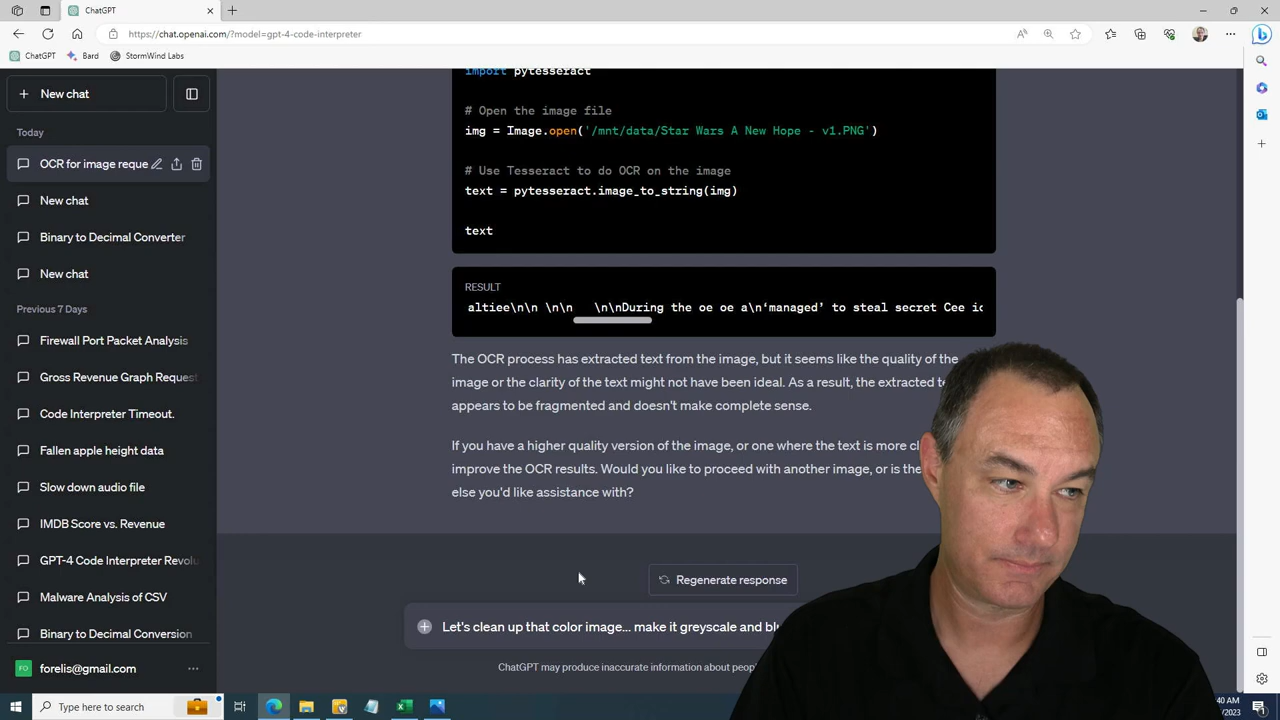 ChatGPT
https://chat.openai.com/?model=gpt-4-code-interpreter
ChatGPT
Bard
StormWind Labs
New chat
Today
OCR for image reque
New chat
Binary to Decimal Converter
New chat
Previous 7 Days
Firewall Port Packet Analysis
Gross Revenue Graph Request
Code Interpreter Timeout.
Fallen apple height data
Slow down audio file
IMDB Score vs. Revenue
GPT-4 Code Interpreter Revolu
Malware Analysis of CSV
Binary to Decimal Conversion
forelis@gmail.com
import pytesseract
# Open the image file
img = Image.open('/mnt/data/Star Wars A New Hope - v1.PNG')
# Use Tesseract to do OCR on the image
text = pytesseract.image_to_string(img)
text
RESULT
altiee\n\n \n\n \n\nDuring the oe oe a\n‘managed’ to steal secret Cee ic
The OCR process has extracted text from the image, but it seems like the quality of the
image or the clarity of the text might not have been ideal. As a result, the extracted te
appears to be fragmented and doesn't make complete sense.
If you have a higher quality version of the image, or one where the text is more cl
improve the OCR results. Would you like to proceed with another image, or is the
else you'd like assistance with?
Regenerate response
Let's clean up that color image... make it greyscale and blu
ChatGPT may produce inaccurate information about peopl
Type here to search
40 AM
/2023